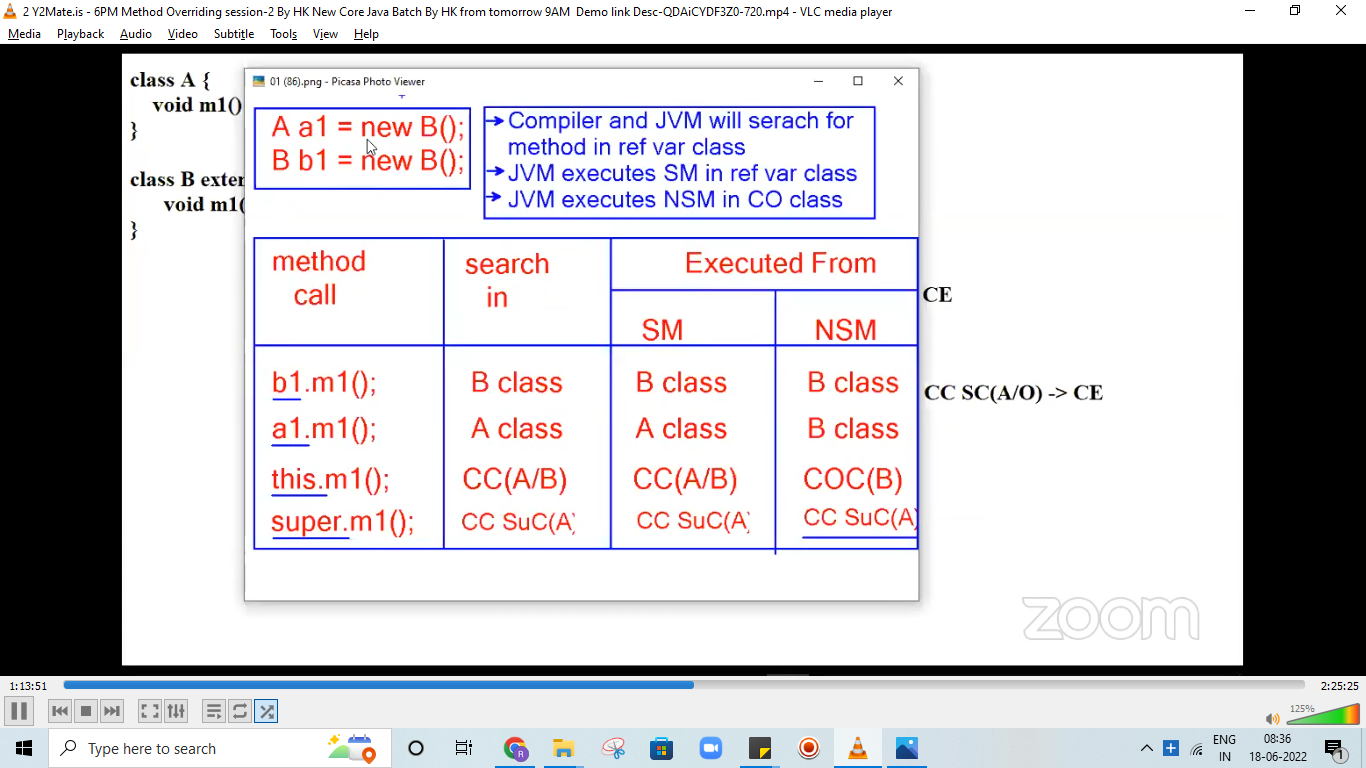 2 Y2Mate.is - 6PM Method Overriding session-2 By HK New Core Java Batch By HK from tomorrow 9AM Demo link Desc-QDAiCYDF3Z0-720.mp4 - VLC media player
Media Playback Audio Video Subtitle Tools View Help
class A {
void m1()
}
class B exter
void m1(
}
01 (86).png - Picasa Photo Viewer
A a1 = new B();
B b1 = new B();
Compiler and JVM will serach for
method in ref var class
JVM executes SM in ref var class
JVM executes NSM in CO class
method call search in Executed From
SM NSM
b1.m1(); B class B class B class
a1.m1(); A class A class B class
this.m1(); CC(A/B) CC(A/B) COC(B)
super.m1(); CC SuC(A) CC SuC(A) CC SuC(A)
CE
CC SC(A/O) -> CE
zoom
1:13:51 2:25:25
125%
Type here to search
R
ENG
IN
08:36
18-06-2022
1